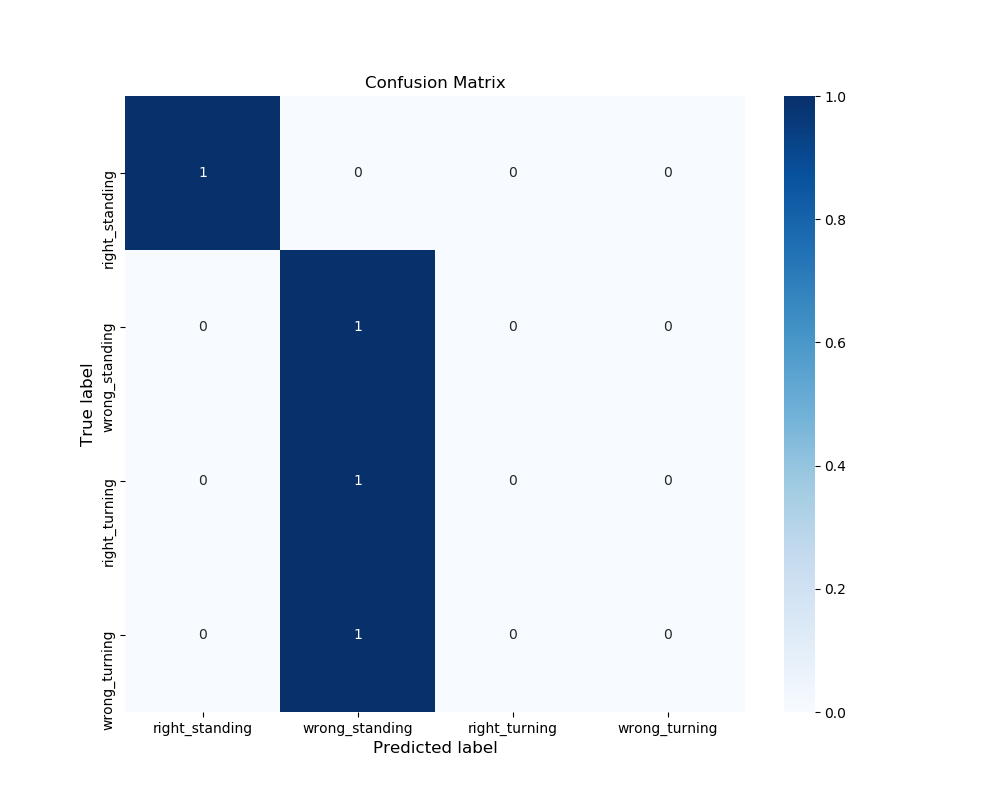 Confusion Matrix
True label
right_standing
wrong_standing
right_turning
wrong_turning
1 0 0 0
0 1 0 0
0 1 0 0
0 1 0 0
right_standing wrong_standing right_turning wrong_turning
Predicted label
1.0
0.8
0.6
0.4
0.2
0.0